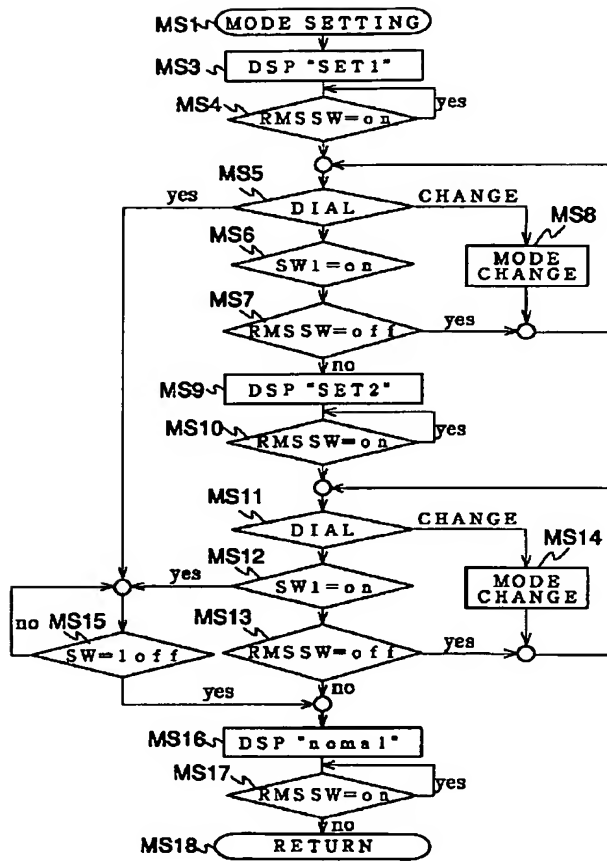 MS1 MODE SETTING
MS3 DSP "SET1"
MS4 RMSSW=on yes
MS5 DIAL yes CHANGE
MS6 SW1=on
MS8 MODE CHANGE
MS7 RMSSW=off yes
no
MS9 DSP "SET2"
MS10 RMSSW=on yes
MS11 DIAL CHANGE
MS12 SW1=on yes
MS14 MODE CHANGE
MS13 RMSSW=off yes
no
MS15 SW=1off no
yes
MS16 DSP "nomal"
MS17 RMSSW=on yes
no
MS18 RETURN